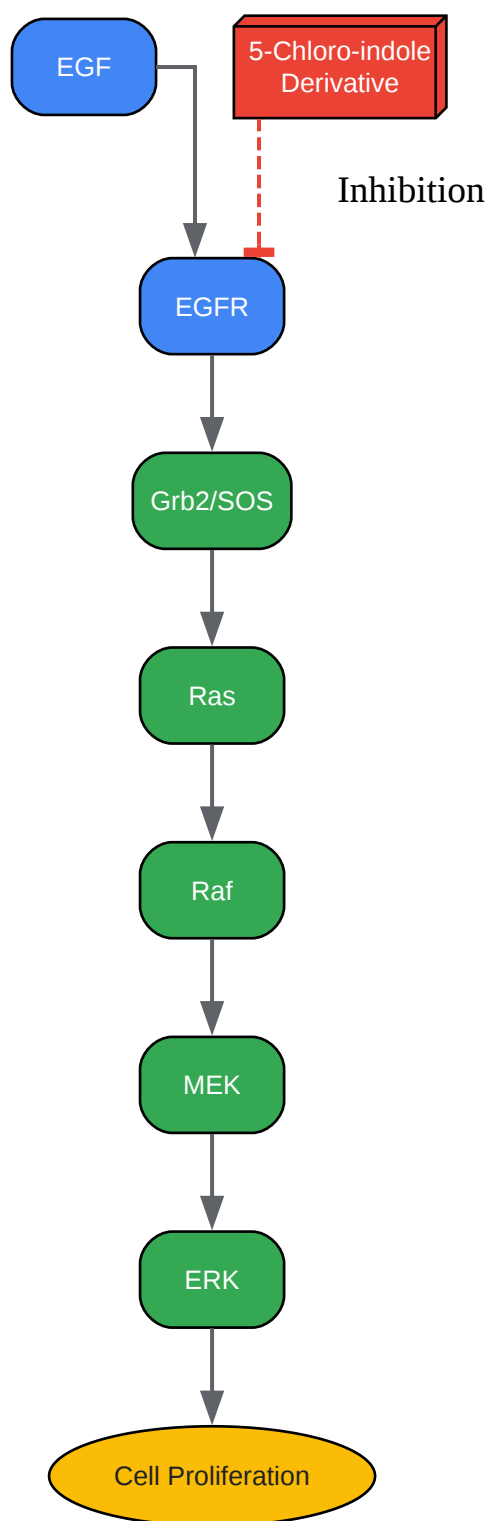 EGF
5-Chloro-indole
Derivative
Inhibition
EGFR
Grb2/SOS
Ras
Raf
MEK
ERK
Cell Proliferation